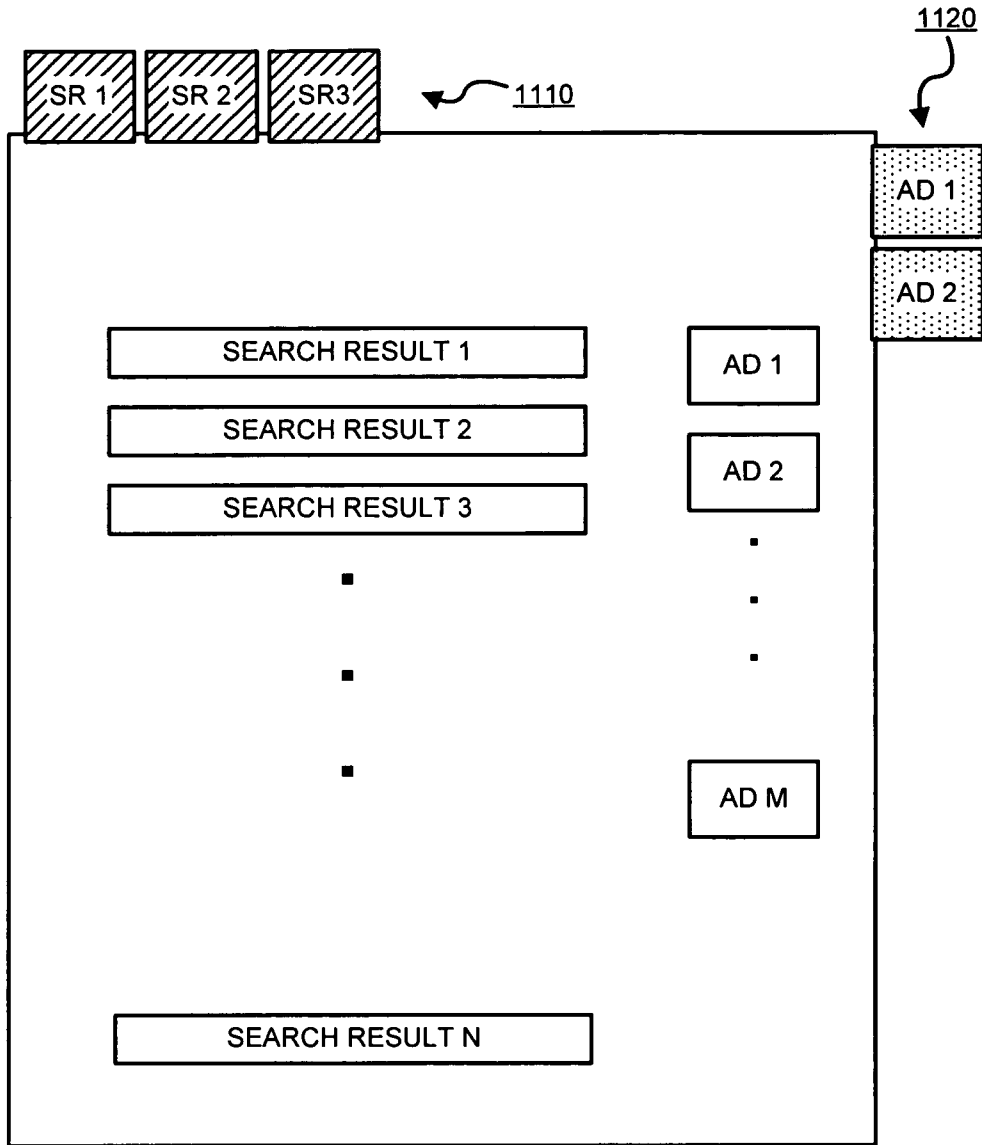 1120
SR 1 SR 2 SR3
1110
AD 1
AD 2
SEARCH RESULT 1
AD 1
SEARCH RESULT 2
AD 2
SEARCH RESULT 3
AD M
SEARCH RESULT N